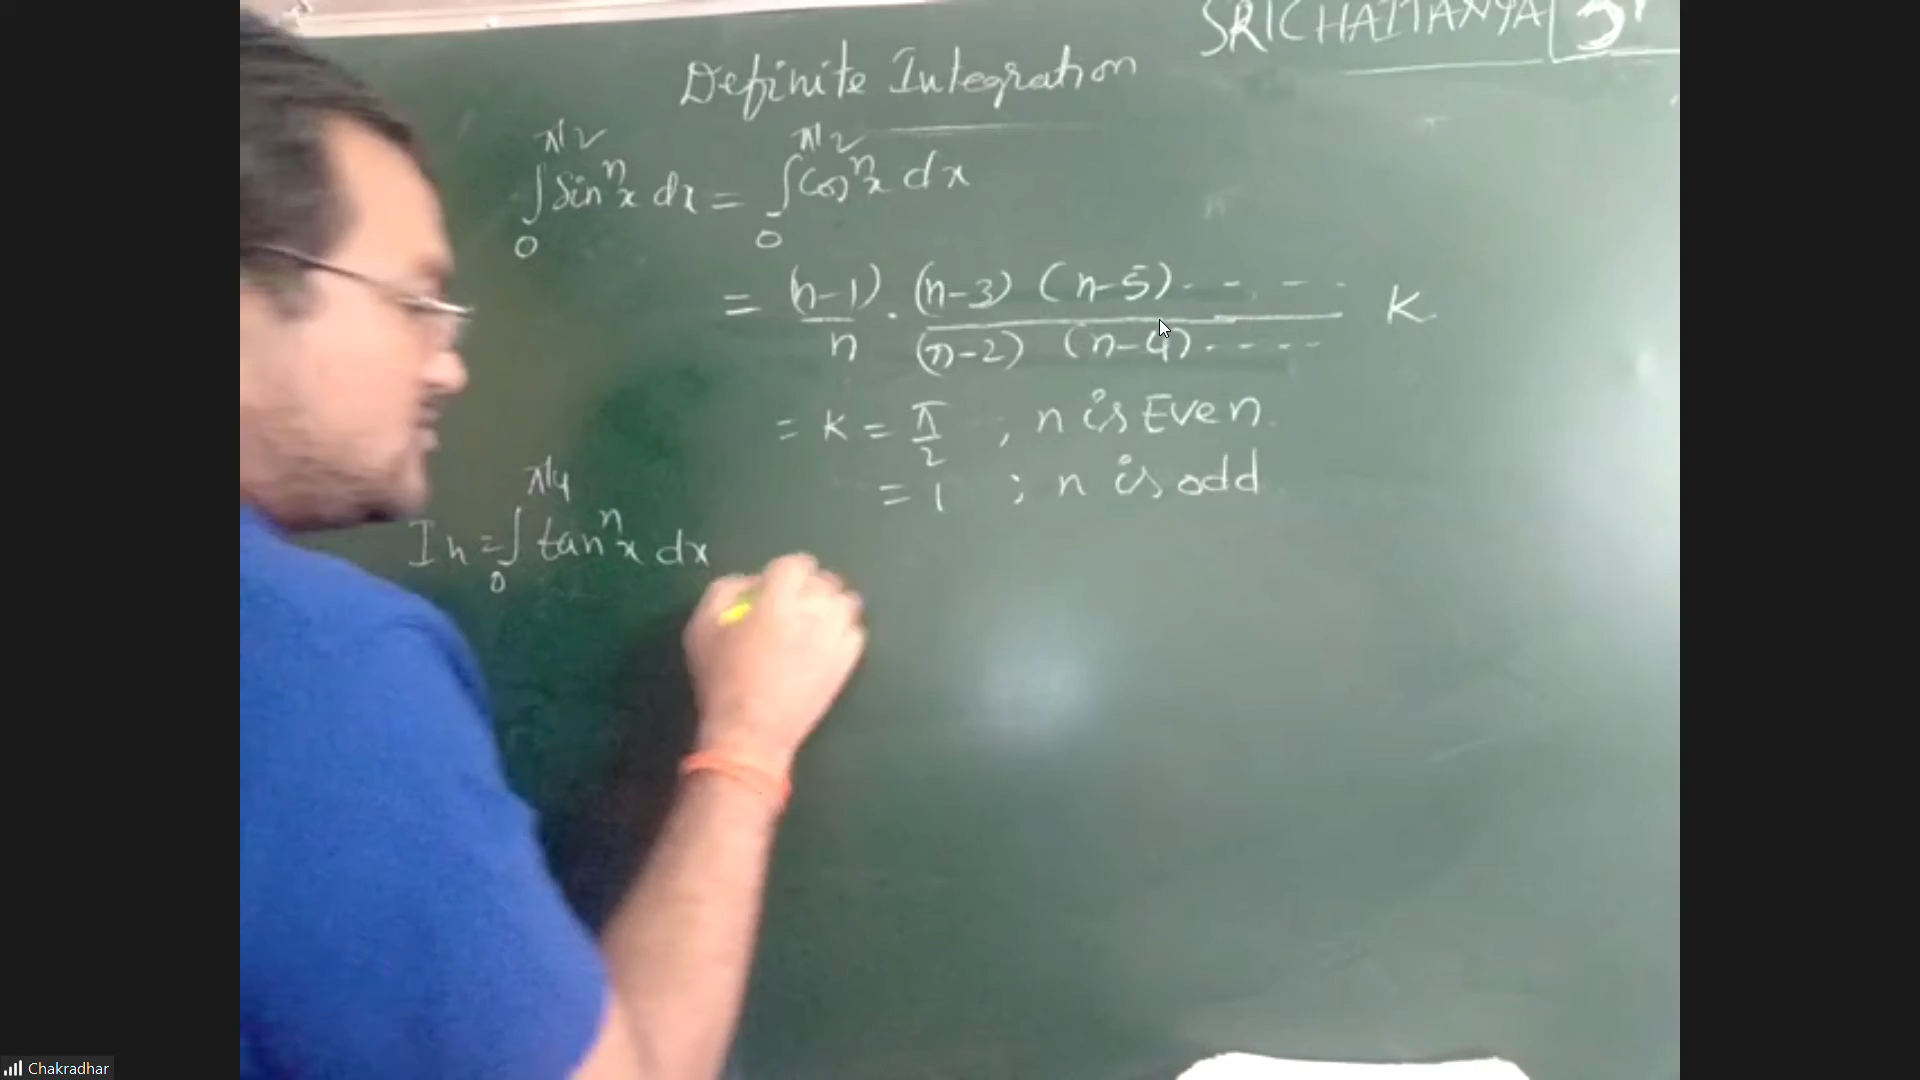 SRICHAITANYA
Definite Integration
∫₀^π/2 Sinⁿx dx = ∫₀^π/2 Cosⁿx dx
= (n-1)/n · (n-3) (n-5) - - - - - / (n-2) (n-4) - - - - K
= K = π/2 ; n is Even
= 1 ; n is odd
In = ∫₀^π/4 tanⁿx dx
Chakradhar